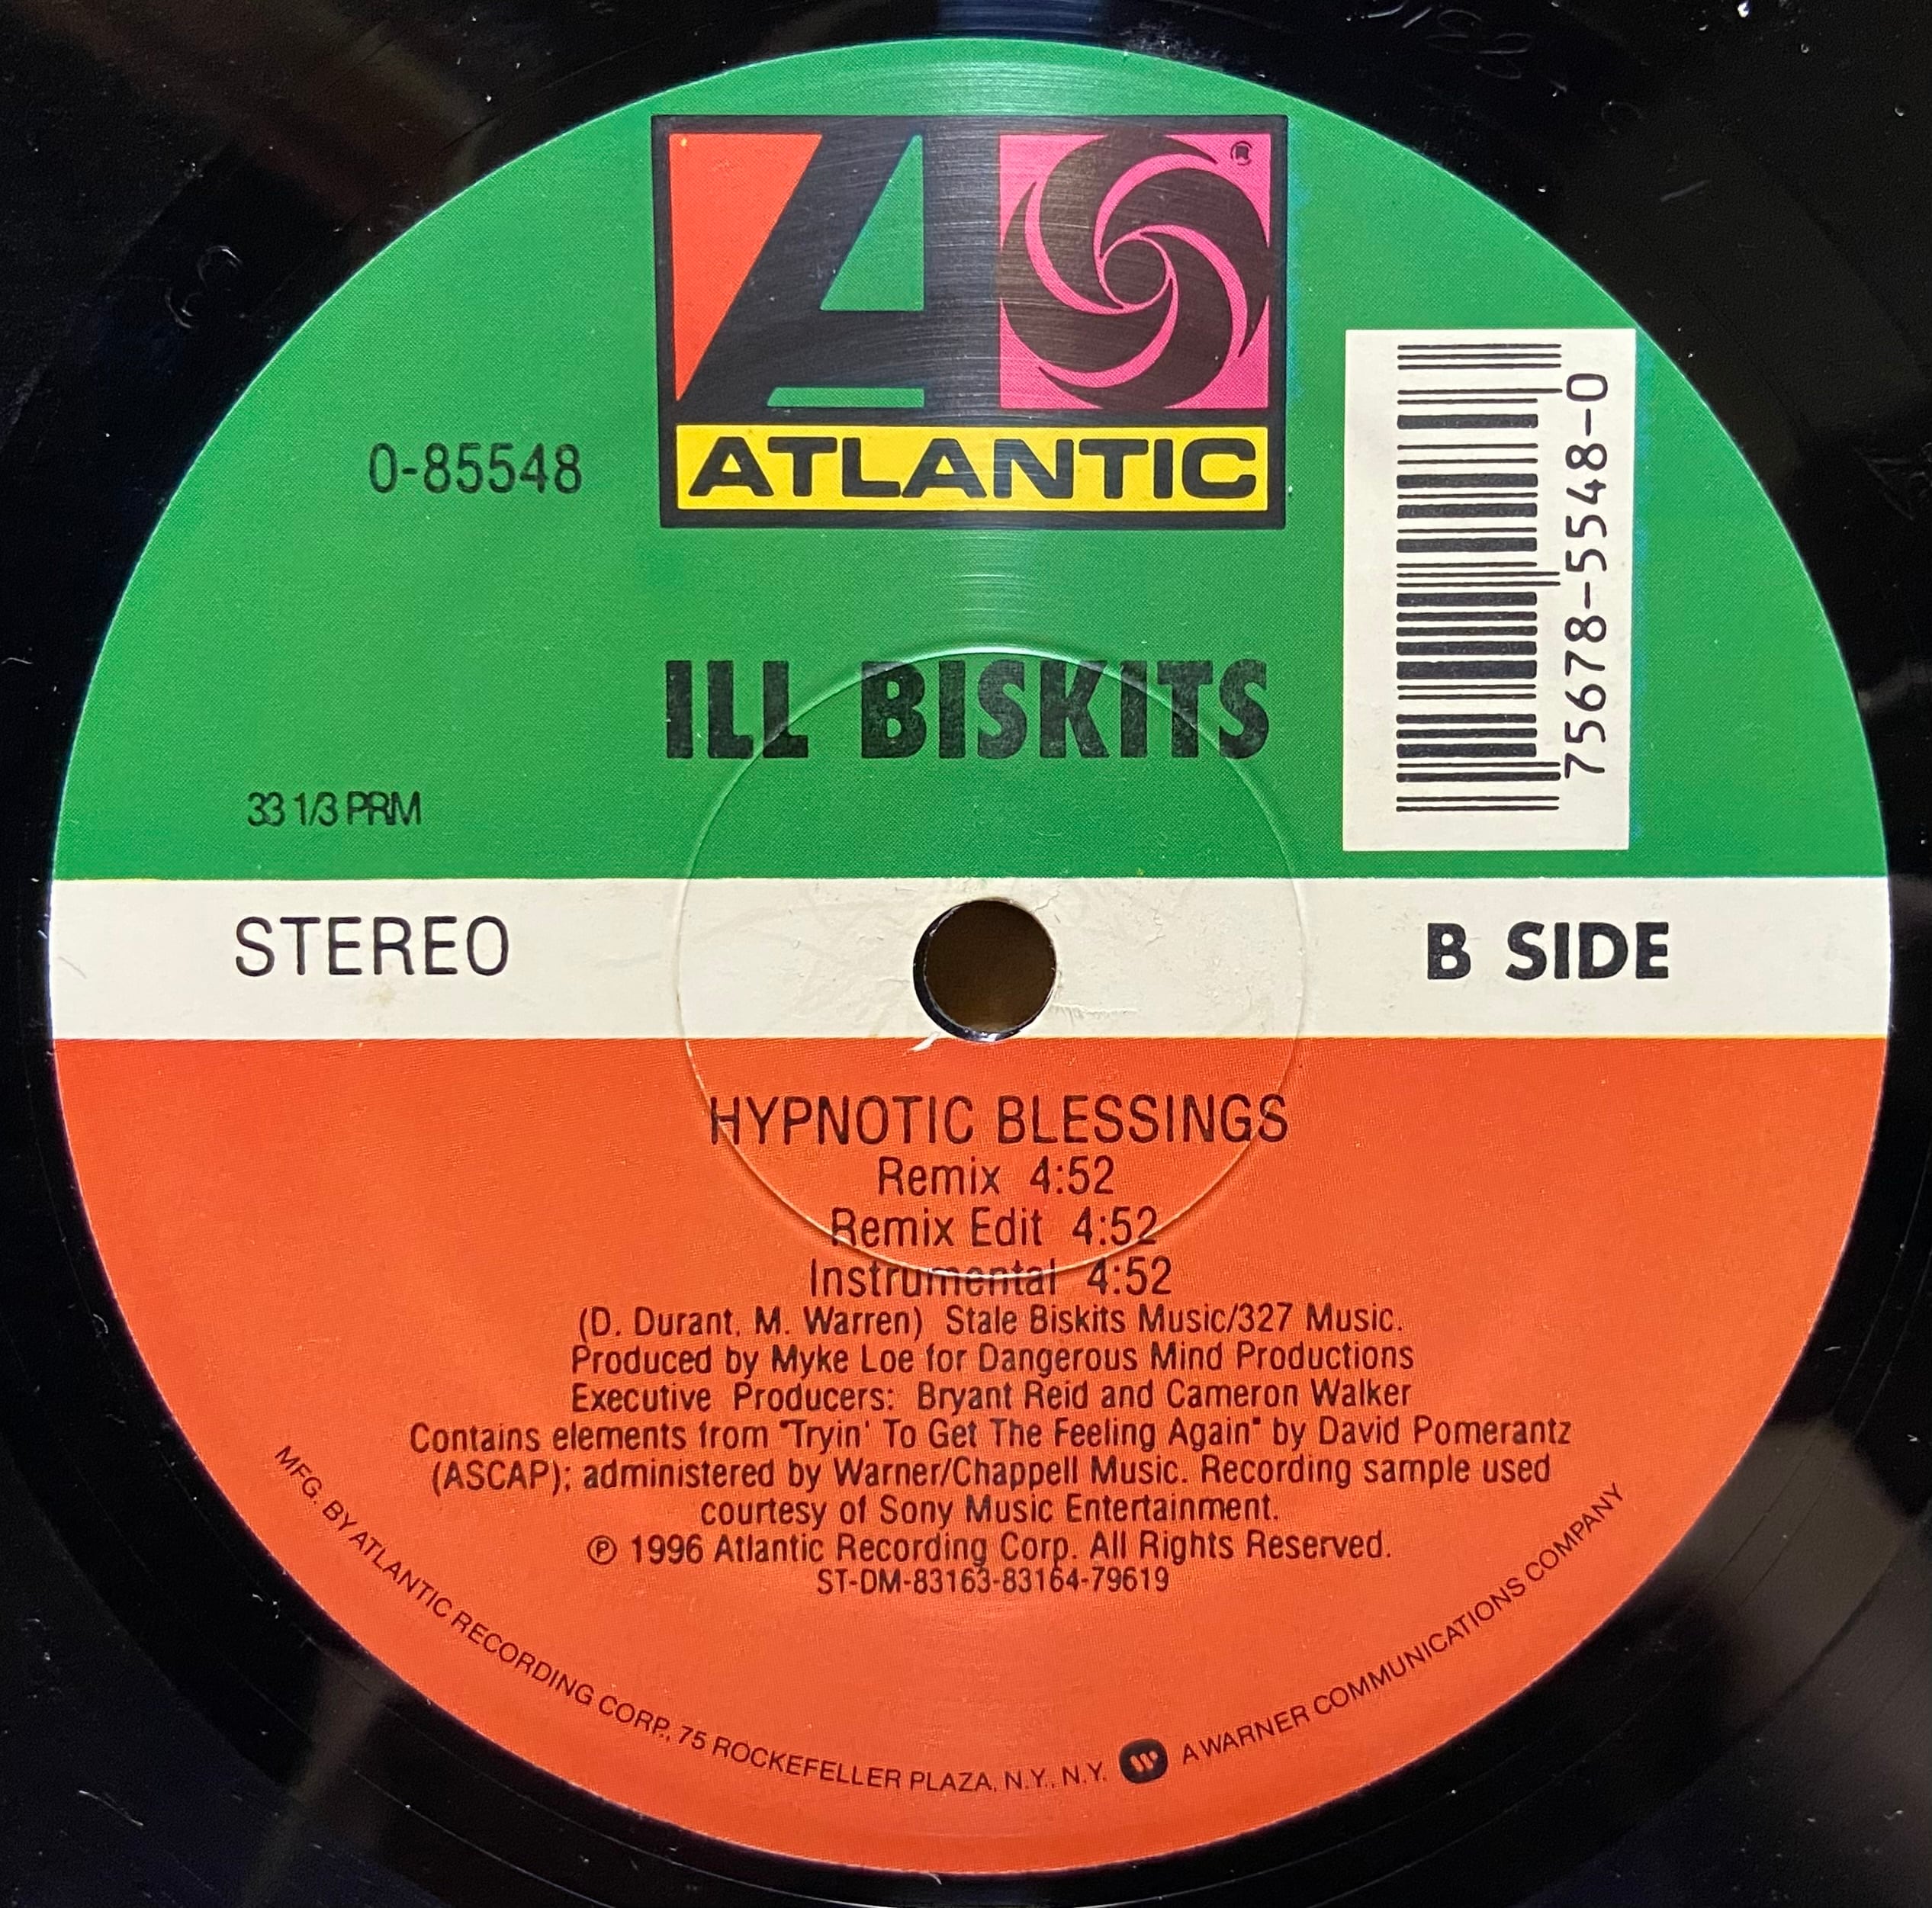 ®
ATLANTIC
0-85548
75678-5548-0
ILL BISKITS
33 1/3 PRM
STEREO
B SIDE
HYPNOTIC BLESSINGS
Remix 4:52
Remix Edit 4:52
Instrumental 4:52
(D. Durant, M. Warren) Stale Biskits Music/327 Music.
Produced by Myke Loe for Dangerous Mind Productions
Executive Producers: Bryant Reid and Cameron Walker
Contains elements from "Tryin' To Get The Feeling Again" by David Pomerantz
(ASCAP); administered by Warner/Chappell Music. Recording sample used
courtesy of Sony Music Entertainment.
℗ 1996 Atlantic Recording Corp. All Rights Reserved.
ST-DM-83163-83164-79619
MFG. BY ATLANTIC RECORDING CORP., 75 ROCKEFELLER PLAZA, N.Y., N.Y. A WARNER COMMUNICATIONS COMPANY